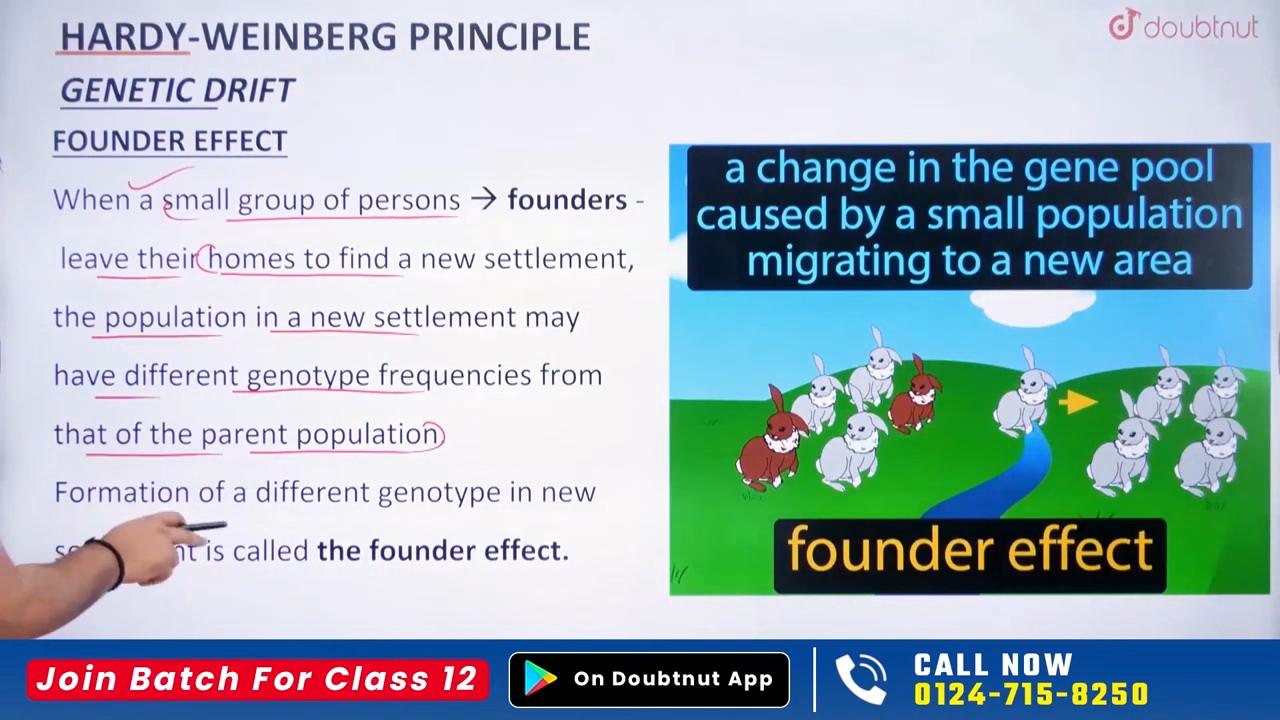 HARDY-WEINBERG PRINCIPLE
GENETIC DRIFT
FOUNDER EFFECT
When a small group of persons → founders -
leave their homes to find a new settlement,
the population in a new settlement may
have different genotype frequencies from
that of the parent population
Formation of a different genotype in new
is called the founder effect.
doubtnut
a change in the gene pool
caused by a small population
migrating to a new area
founder effect
Join Batch For Class 12
On Doubtnut App
CALL NOW
0124-715-8250